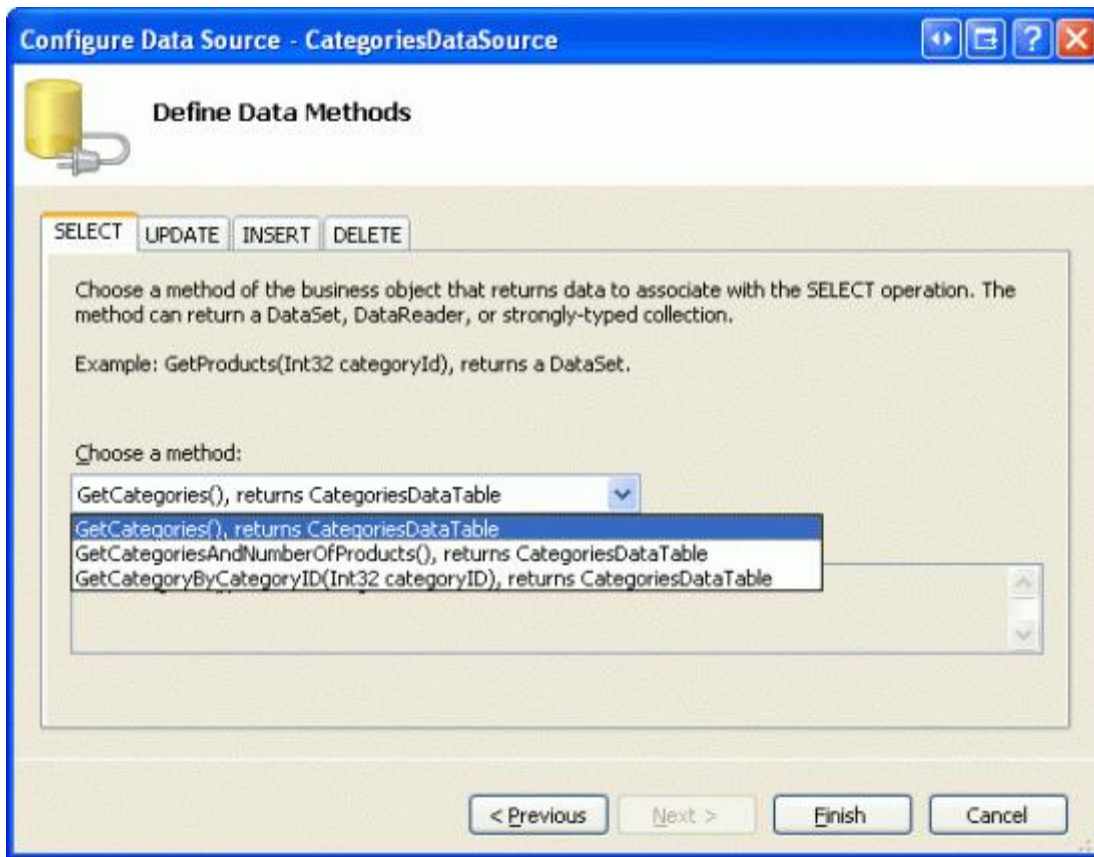 Configure Data Source - CategoriesDataSource
Define Data Methods
SELECT UPDATE INSERT DELETE
Choose a method of the business object that returns data to associate with the SELECT operation. The
method can return a DataSet, DataReader, or strongly-typed collection.
Example: GetProducts(Int32 categoryId), returns a DataSet.
Choose a method:
GetCategories(), returns CategoriesDataTable
GetCategories(), returns CategoriesDataTable
GetCategoriesAndNumberOfProducts(), returns CategoriesDataTable
GetCategoryByCategoryID(Int32 categoryID), returns CategoriesDataTable
< Previous Next > Finish Cancel